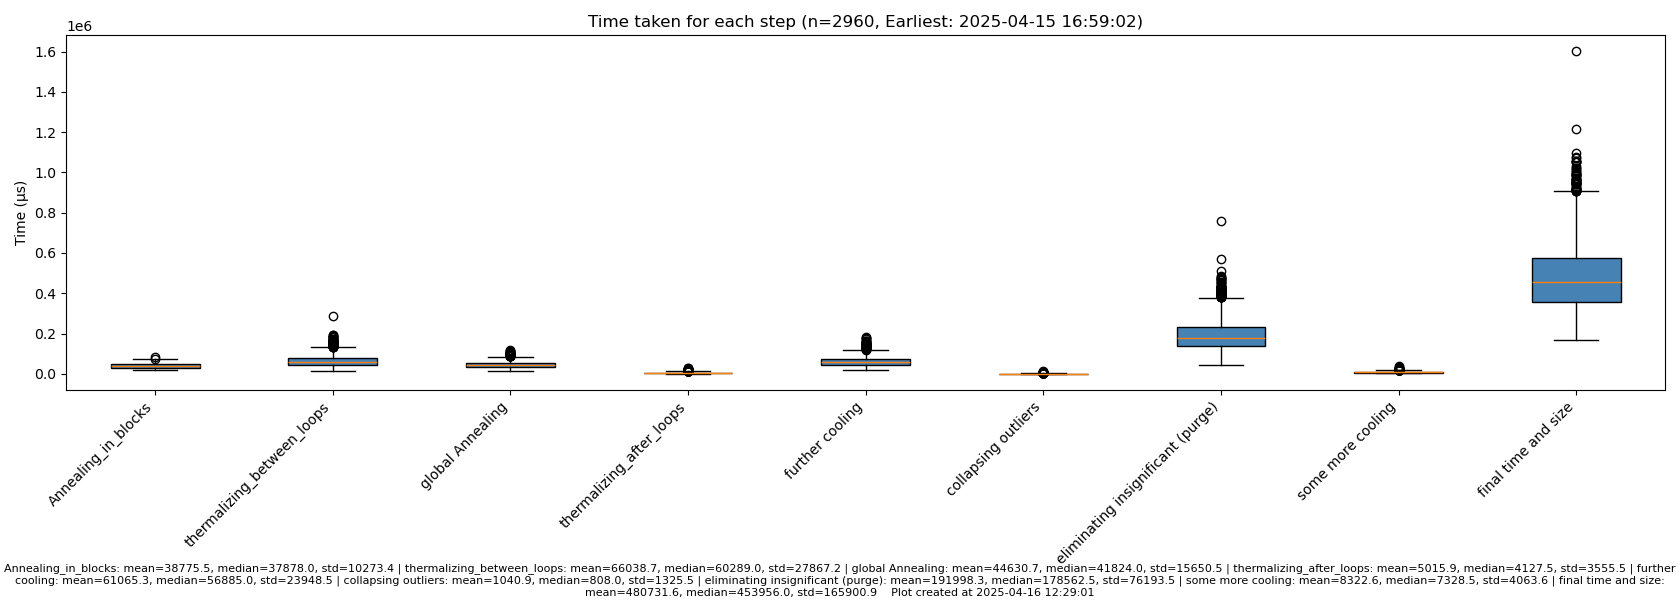 Time taken for each step (n=2960, Earliest: 2025-04-15 16:59:02)
1e6
1.6
1.4
1.2
1.0
0.8
0.6
0.4
0.2
0.0
Time (µs)
Annealing_in_blocks
thermalizing_between_loops
global Annealing
thermalizing_after_loops
further cooling
collapsing outliers
eliminating insignificant (purge)
some more cooling
final time and size
Annealing_in_blocks: mean=38775.5, median=37878.0, std=10273.4 | thermalizing_between_loops: mean=66038.7, median=60289.0, std=27867.2 | global Annealing: mean=44630.7, median=41824.0, std=15650.5 | thermalizing_after_loops: mean=5015.9, median=4127.5, std=3555.5 | further
cooling: mean=61065.3, median=56885.0, std=23948.5 | collapsing outliers: mean=1040.9, median=808.0, std=1325.5 | eliminating insignificant (purge): mean=191998.3, median=178562.5, std=76193.5 | some more cooling: mean=8322.6, median=7328.5, std=4063.6 | final time and size:
mean=480731.6, median=453956.0, std=165900.9    Plot created at 2025-04-16 12:29:01